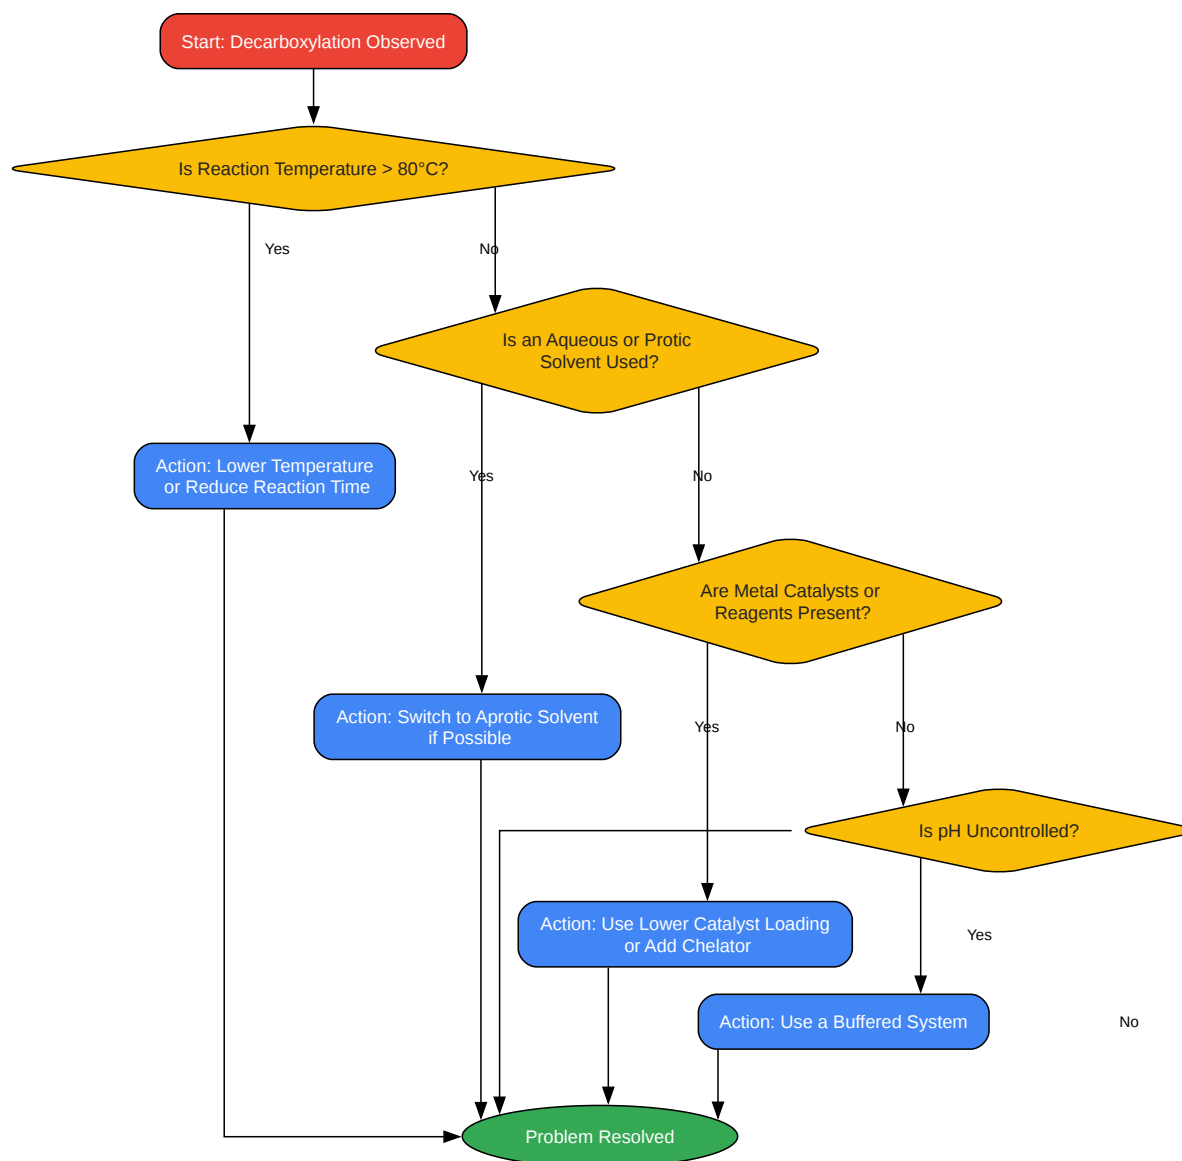 Start: Decarboxylation Observed
Is Reaction Temperature > 80°C?
Yes
No
Is an Aqueous or Protic
Solvent Used?
Action: Lower Temperature
or Reduce Reaction Time
Yes
No
Are Metal Catalysts or
Reagents Present?
Action: Switch to Aprotic Solvent
if Possible
Yes
No
Is pH Uncontrolled?
Action: Use Lower Catalyst Loading
or Add Chelator
Yes
Action: Use a Buffered System
No
Problem Resolved